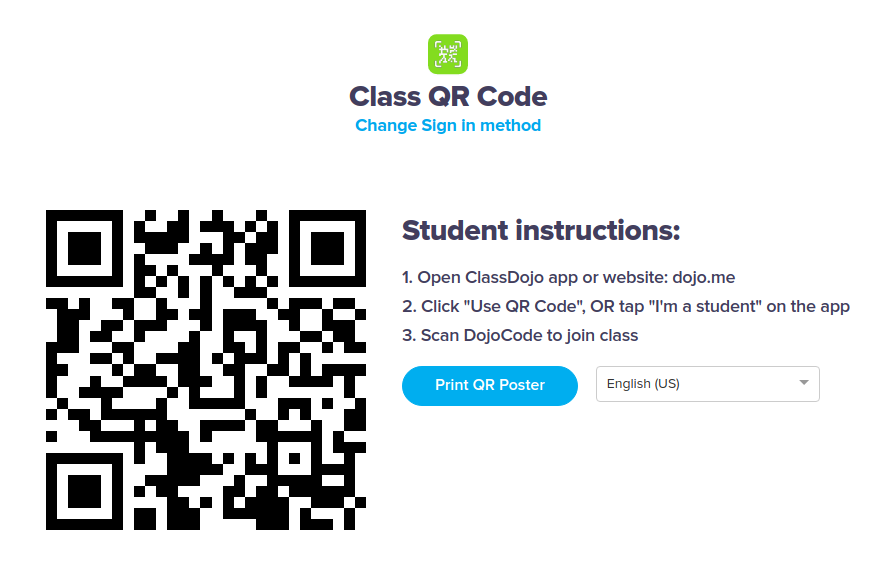 Class QR Code
Change Sign in method
Student instructions:
1. Open ClassDojo app or website: dojo.me
2. Click "Use QR Code", OR tap "I'm a student" on the app
3. Scan DojoCode to join class
Print QR Poster
English (US)